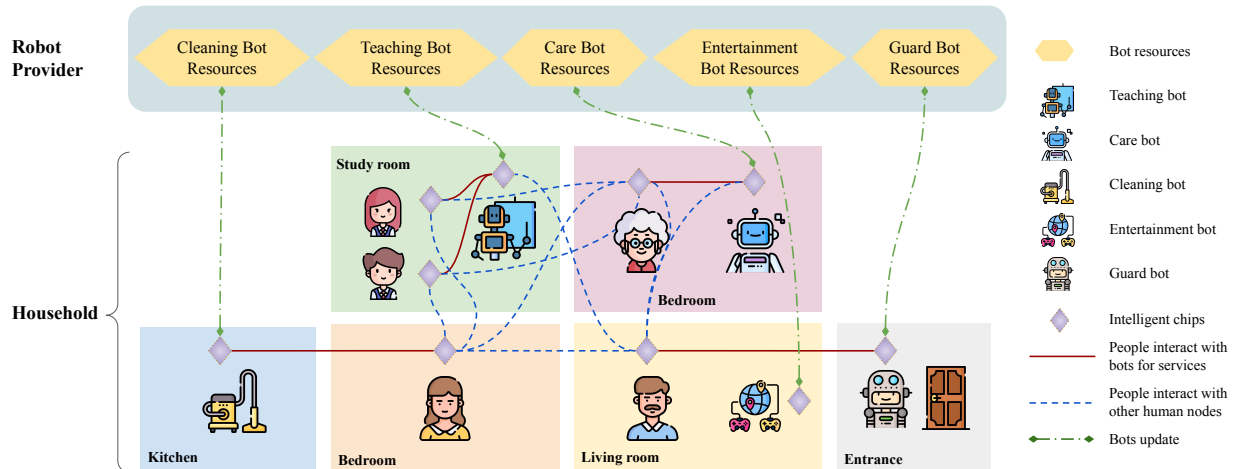 Robot
Provider
Cleaning Bot
Resources
Teaching Bot
Resources
Care Bot
Resources
Entertainment
Bot Resources
Guard Bot
Resources
Household
Study room
Bedroom
Kitchen
Bedroom
Living room
Entrance
Bot resources
Teaching bot
Care bot
Cleaning bot
Entertainment bot
Guard bot
Intelligent chips
People interact with
bots for services
People interact with
other human nodes
Bots update